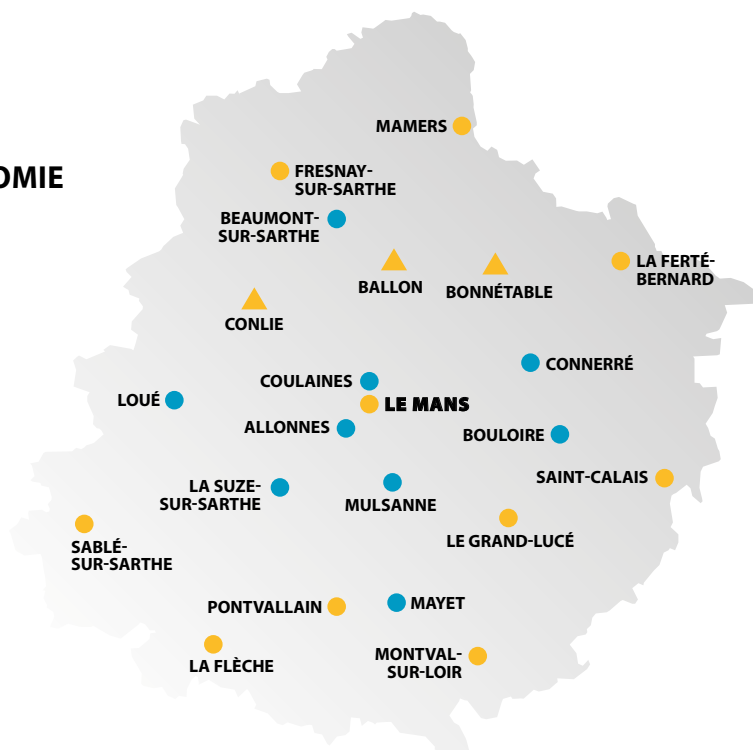 MAMERS
OMIE
FRESNAY-
SUR-SARTHE
BEAUMONT-
SUR-SARTHE
LA FERTÉ-
BERNARD
BALLON
BONNÉTABLE
CONLIE
CONNERRÉ
COULAINES
LOUÉ
LE MANS
ALLONNES
BOULOIRE
SAINT-CALAIS
LA SUZE-
SUR-SARTHE
MULSANNE
LE GRAND-LUCÉ
SABLÉ-
SUR-SARTHE
PONTVALLAIN
MAYET
LA FLÈCHE
MONTVAL-
SUR-LOIR